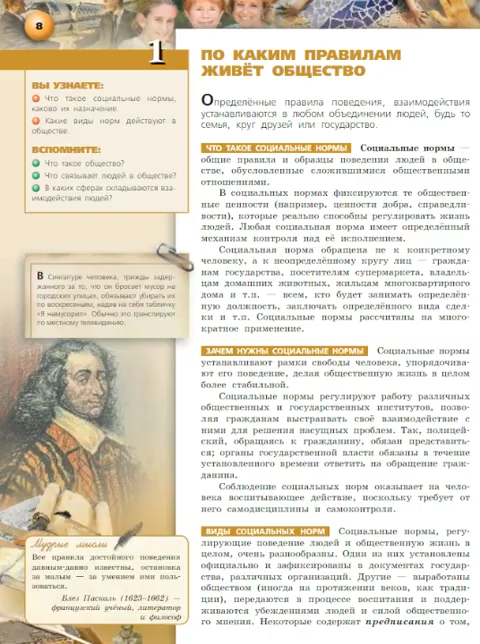 8
1
ПО КАКИМ ПРАВИЛАМ
ЖИВЁТ ОБЩЕСТВО
ВЫ УЗНАЕТЕ:
Что такое социальные нормы,
каково их назначение.
Какие виды норм действуют в
обществе.
ВСПОМНИТЕ:
Что такое общество?
Что связывает людей в обществе?
В каких сферах складываются вза-
имодействия людей?
В Сингапуре человека, трижды задер-
жанного за то, что он бросает мусор на
городских улицах, обязывают убирать их
по воскресеньям, надев на себя табличку
«Я намусорил». Обычно это транслируют
по местному телевидению.
Мудрые мысли
Все правила достойного поведения
давным-давно известны, остановка
за малым — за умением ими поль-
зоваться.
Блез Паскаль (1623—1662) —
французский учёный, литератор
и философ
Определённые правила поведения, взаимодействия
устанавливаются в любом объединении людей, будь то
семья, круг друзей или государство.
ЧТО ТАКОЕ СОЦИАЛЬНЫЕ НОРМЫ Социальные нормы —
общие правила и образцы поведения людей в обще-
стве, обусловленные сложившимися общественными
отношениями.
В социальных нормах фиксируются те обществен-
ные ценности (например, ценности добра, справедли-
вости), которые реально способны регулировать жизнь
людей. Любая социальная норма имеет определённый
механизм контроля над её исполнением.
Социальная норма обращена не к конкретному
человеку, а к неопределённому кругу лиц — гражда-
нам государства, посетителям супермаркета, владель-
цам домашних животных, жильцам многоквартирного
дома и т.п. — всем, кто будет занимать определён-
ную должность, заключать определённого вида сдел-
ки и т.п. Социальные нормы рассчитаны на много-
кратное применение.
ЗАЧЕМ НУЖНЫ СОЦИАЛЬНЫЕ НОРМЫ Социальные нормы
устанавливают рамки свободы человека, упорядочива-
ют его поведение, делая общественную жизнь в целом
более стабильной.
Социальные нормы регулируют работу различных
общественных и государственных институтов, позво-
ляя гражданам выстраивать своё взаимодействие с
ними для решения насущных проблем. Так, полицей-
ский, обращаясь к гражданину, обязан представить-
ся; органы государственной власти обязаны в течение
установленного времени ответить на обращение граж-
данина.
Соблюдение социальных норм оказывает на чело-
века воспитывающее действие, поскольку требует от
него самодисциплины и самоконтроля.
ВИДЫ СОЦИАЛЬНЫХ НОРМ Социальные нормы, регу-
лирующие поведение людей и общественную жизнь в
целом, очень разнообразны. Одни из них установлены
официально и зафиксированы в документах государ-
ства, различных организаций. Другие — выработаны
обществом (иногда на протяжении веков, как тради-
ции), передаются в процессе воспитания и поддер-
живаются убеждениями людей и силой общественно-
го мнения. Некоторые содержат предписания о том,